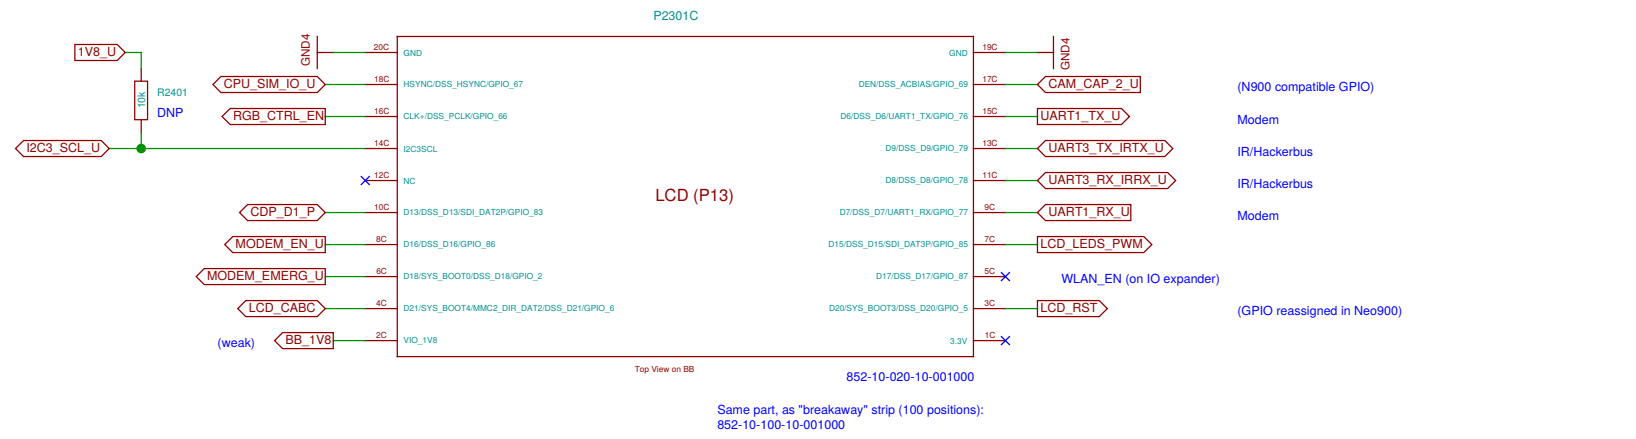 P2301C
1V8_U
GND4
20C
GND
GND
19C
GND4
CPU_SIM_IO_U
18C
HSYNC/DSS_HSYNC/GPIO_67
DEN/DSS_ACBIAS/GPIO_69
17C
CAM_CAP_2_U
(N900 compatible GPIO)
10k
R2401
DNP
RGB_CTRL_EN
16C
CLK+/DSS_PCLK/GPIO_66
D6/DSS_D6/UART1_TX/GPIO_76
15C
UART1_TX_U
Modem
I2C3_SCL_U
14C
I2C3SCL
D9/DSS_D9/GPIO_79
13C
UART3_TX_IRTX_U
IR/Hackerbus
12C
NC
LCD (P13)
D8/DSS_D8/GPIO_78
11C
UART3_RX_IRRX_U
IR/Hackerbus
CDP_D1_P
10C
D13/DSS_D13/SDI_DAT2P/GPIO_83
D7/DSS_D7/UART1_RX/GPIO_77
9C
UART1_RX_U
Modem
MODEM_EN_U
8C
D16/DSS_D16/GPIO_86
D15/DSS_D15/SDI_DAT3P/GPIO_85
7C
LCD_LEDS_PWM
MODEM_EMERG_U
6C
D18/SYS_BOOT0/DSS_D18/GPIO_2
D17/DSS_D17/GPIO_87
5C
WLAN_EN (on IO expander)
LCD_CABC
4C
D21/SYS_BOOT4/MMC2_DIR_DAT2/DSS_D21/GPIO_6
D20/SYS_BOOT3/DSS_D20/GPIO_5
3C
LCD_RST
(GPIO reassigned in Neo900)
(weak)
BB_1V8
2C
VIO_1V8
3.3V
1C
Top View on BB
852-10-020-10-001000
Same part, as "breakaway" strip (100 positions):
852-10-100-10-001000